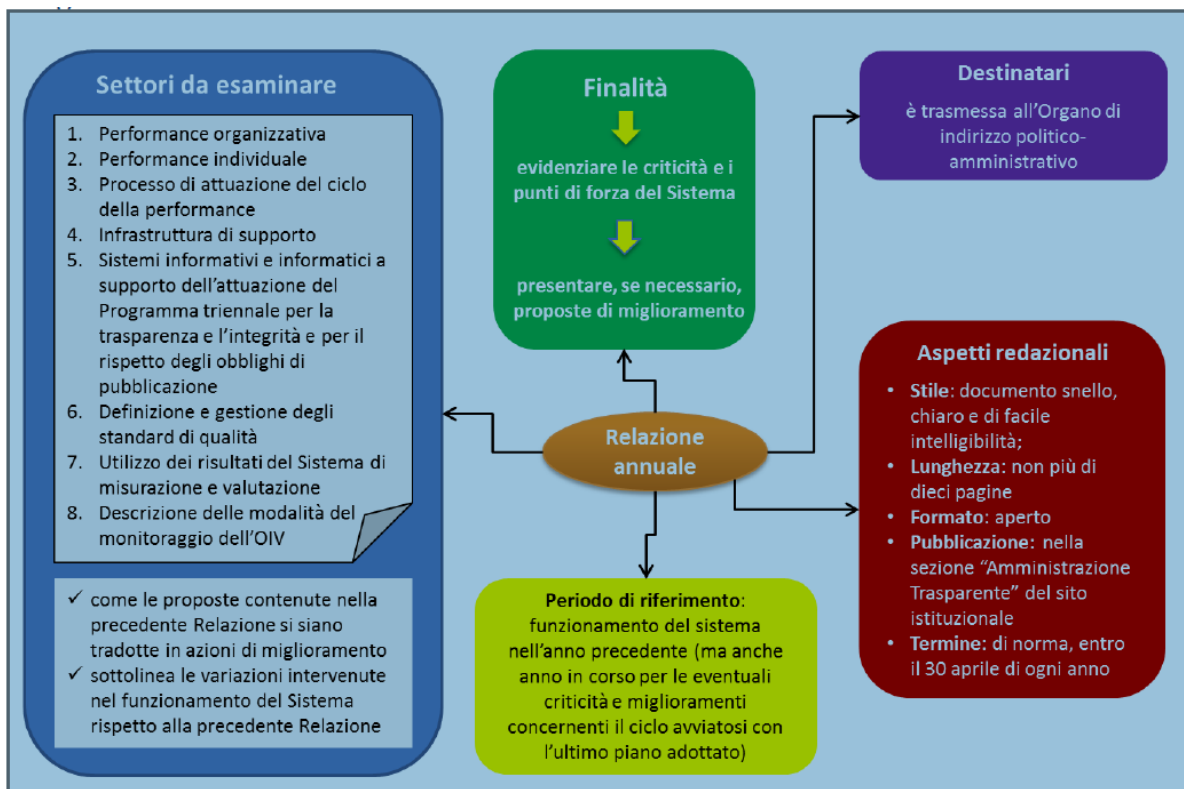 Settori da esaminare
1. Performance organizzativa
2. Performance individuale
3. Processo di attuazione del ciclo
della performance
4. Infrastruttura di supporto
5. Sistemi informativi e informatici a
supporto dell'attuazione del
Programma triennale per la
trasparenza e l'integrità e per il
rispetto degli obblighi di
pubblicazione
6. Definizione e gestione degli
standard di qualità
7. Utilizzo dei risultati del Sistema di
misurazione e valutazione
8. Descrizione delle modalità del
monitoraggio dell'OIV
✓ come le proposte contenute nella
precedente Relazione si siano
tradotte in azioni di miglioramento
✓ sottolinea le variazioni intervenute
nel funzionamento del Sistema
rispetto alla precedente Relazione
Finalità
evidenziare le criticità e i
punti di forza del Sistema
presentare, se necessario,
proposte di miglioramento
Destinatari
è trasmessa all'Organo di
indirizzo politico-
amministrativo
Relazione
annuale
Aspetti redazionali
• Stile: documento snello,
chiaro e di facile
intelligibilità;
• Lunghezza: non più di
dieci pagine
• Formato: aperto
• Pubblicazione: nella
sezione "Amministrazione
Trasparente" del sito
istituzionale
• Termine: di norma, entro
il 30 aprile di ogni anno
Periodo di riferimento:
funzionamento del sistema
nell'anno precedente (ma anche
anno in corso per le eventuali
criticità e miglioramenti
concernenti il ciclo avviatosi con
l'ultimo piano adottato)